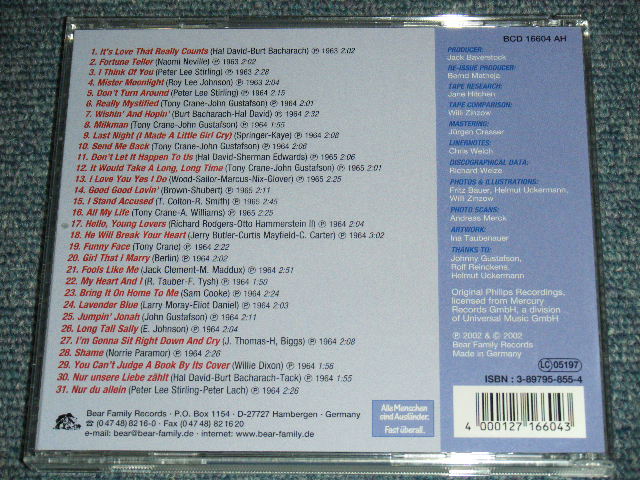 1. It's Love That Really Counts (Hal David-Burt Bacharach) ℗ 1963 2:02
2. Fortune Teller (Naomi Neville) ℗ 1963 2:02
3. I Think Of You (Peter Lee Stirling) ℗ 1963 2:28
4. Mister Moonlight (Roy Lee Johnson) ℗ 1964 2:04
5. Don't Turn Around (Peter Lee Stirling) ℗ 1964 2:15
6. Really Mystified (Tony Crane-John Gustafson) ℗ 1964 2:01
7. Wishin' And Hopin' (Burt Bacharach-Hal David) ℗ 1964 2:32
8. Milkman (Tony Crane-John Gustafson) ℗ 1964 1:55
9. Last Night (I Made A Little Girl Cry) (Springer-Kaye) ℗ 1964 2:08
10. Send Me Back (Tony Crane-John Gustafson) ℗ 1964 2:06
11. Don't Let It Happen To Us (Hal David-Sherman Edwards) ℗ 1965 2:06
12. It Would Take A Long, Long Time (Tony Crane-John Gustafson) ℗ 1965 2:01
13. I Love You Yes I Do (Wood-Sailor-Marcus-Nix-Glover) ℗ 1965 2:25
14. Good Good Lovin' (Brown-Shubert) ℗ 1965 2:11
15. I Stand Accused (T. Colton-R. Smith) ℗ 1965 2:45
16. All My Life (Tony Crane-A. Williams) ℗ 1965 2:25
17. Hello, Young Lovers (Richard Rodgers-Otto Hammerstein II) ℗ 1964 2:04
18. He Will Break Your Heart (Jerry Butler-Curtis Mayfield-C. Carter) ℗ 1964 3:02
19. Funny Face (Tony Crane) ℗ 1964 2:22
20. Girl That I Marry (Berlin) ℗ 1964 2:02
21. Fools Like Me (Jack Clement-M. Maddux) ℗ 1964 2:51
22. My Heart And I (R. Tauber-F. Tysh) ℗ 1964 1:50
23. Bring It On Home To Me (Sam Cooke) ℗ 1964 2:24
24. Lavender Blue (Larry Moray-Eliot Daniel) ℗ 1964 2:03
25. Jumpin' Jonah (John Gustafson) ℗ 1964 2:11
26. Long Tall Sally (E. Johnson) ℗ 1964 2:04
27. I'm Gonna Sit Right Down And Cry (J. Thomas-H, Biggs) ℗ 1964 2:08
28. Shame (Norrie Paramor) ℗ 1964 2:26
29. You Can't Judge A Book By Its Cover (Willie Dixon) ℗ 1964 1:56
30. Nur unsere Liebe zählt (Hal David-Burt Bacharach-Tack) ℗ 1964 1:55
31. Nur du allein (Peter Lee Stirling-Peter Lach) ℗ 1964 2:26
Bear Family Records · P.O. Box 1154 · D-27727 Hambergen · Germany
✆ (0 47 48) 82 16-0 · Fax (0 47 48) 82 16 20
e-mail: bear@bear-family.de · internet: www.bear-family.de
Alle Menschen
sind Ausländer.
Fast überall.
BCD 16604 AH
PRODUCER:
Jack Baverstock
RE-ISSUE PRODUCER:
Bernd Matheja
TAPE RESEARCH:
Jane Hitchen
TAPE COMPARISON:
Willi Zinzow
MASTERING:
Jürgen Crasser
LINERNOTES:
Chris Welch
DISCOGRAPHICAL DATA:
Richard Weize
PHOTOS & ILLUSTRATIONS:
Fritz Bauer, Helmut Uckermann,
Willi Zinzow
PHOTO SCANS:
Andreas Merck
ARTWORK:
Ina Taubenauer
THANKS TO:
Johnny Gustafson,
Rolf Reinckens,
Helmut Uckermann
Original Philips Recordings,
licensed from Mercury
Records GmbH, a division
of Universal Music GmbH
℗ 2002 & © 2002
Bear Family Records
Made in Germany
LC 05197
ISBN : 3-89795-855-4
4 000127 166043